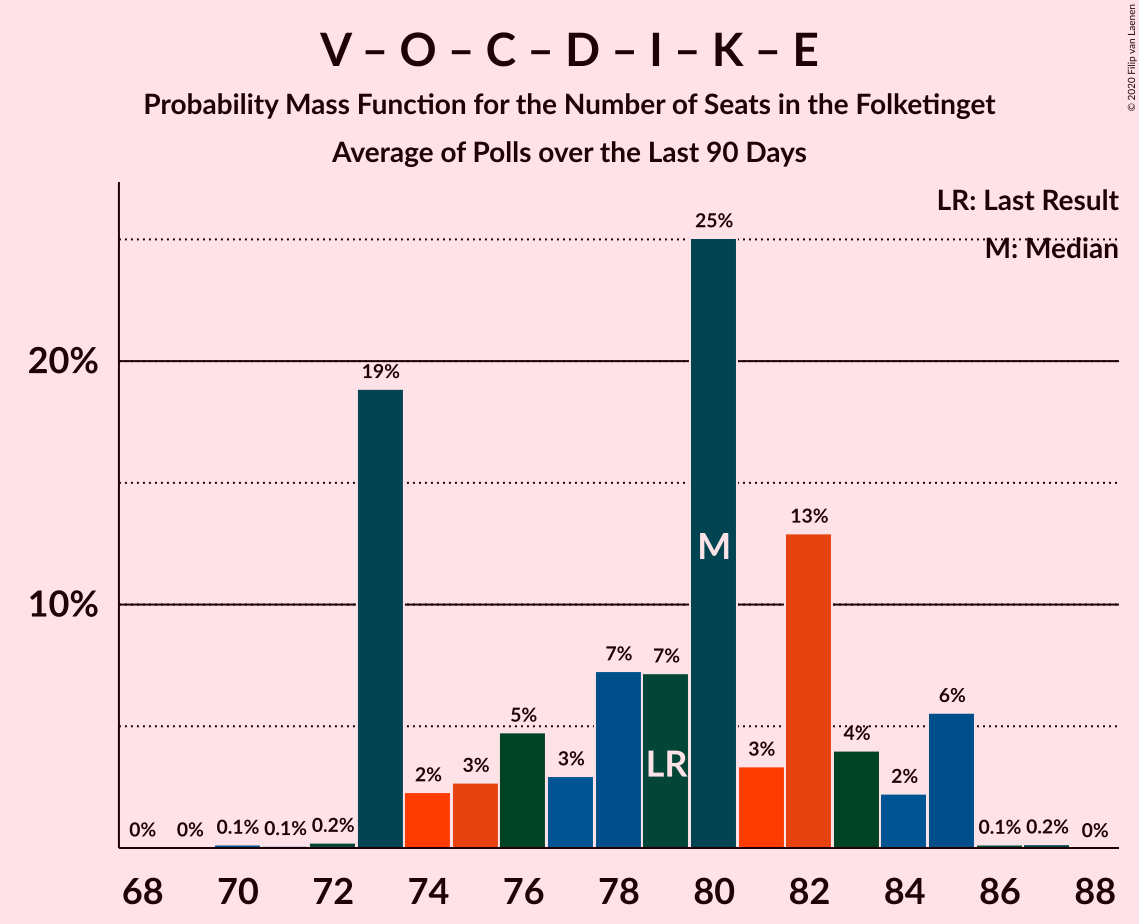 V – O – C – D – I – K – E
Probability Mass Function for the Number of Seats in the Folketinget
Average of Polls over the Last 90 Days
© 2020 Filip van Laenen
LR: Last Result
M: Median
20%
10%
0%
0%
0.1%
0.1%
0.2%
19%
2%
3%
5%
3%
7%
7%
25%
3%
13%
4%
2%
6%
0.1%
0.2%
0%
LR
M
68 70 72 74 76 78 80 82 84 86 88